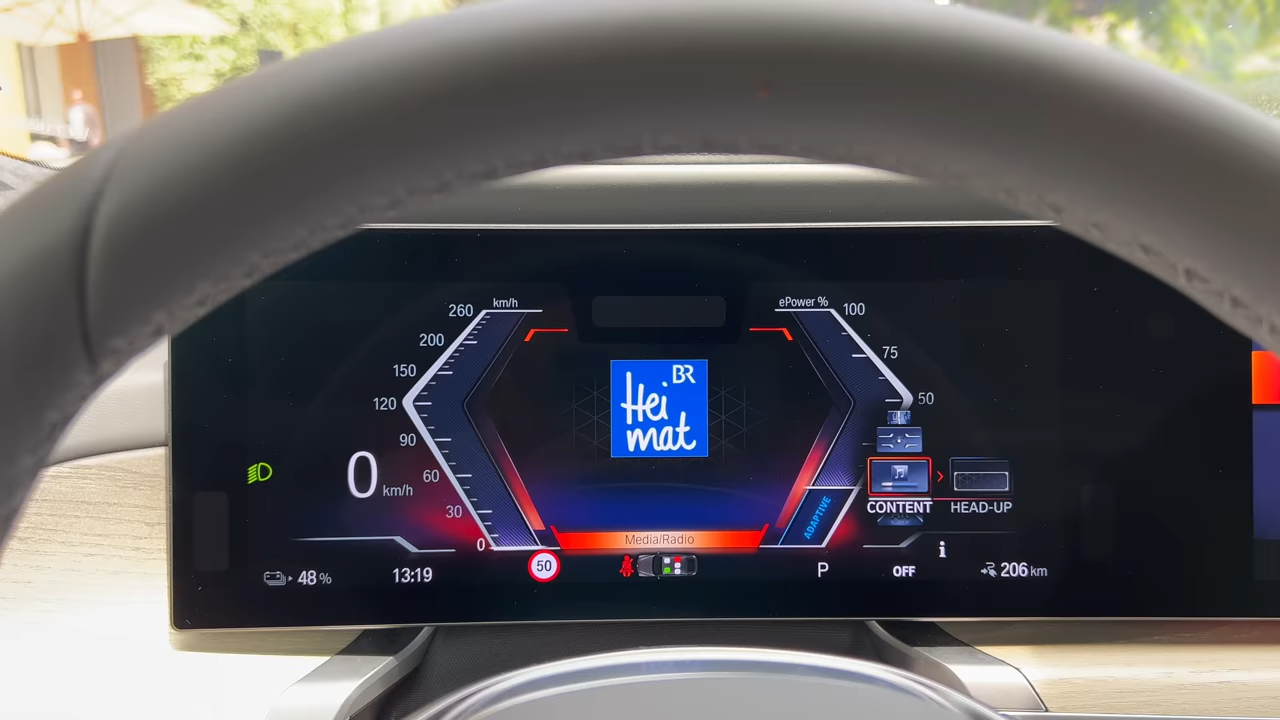 260
km/h
200
150
120
90
60
30
0
0 km/h
BR
Hei
mat
ePower %
100
75
50
ADAPTIVE
CONTENT
HEAD-UP
Media/Radio
48 %
13:19
50
P
OFF
206 km